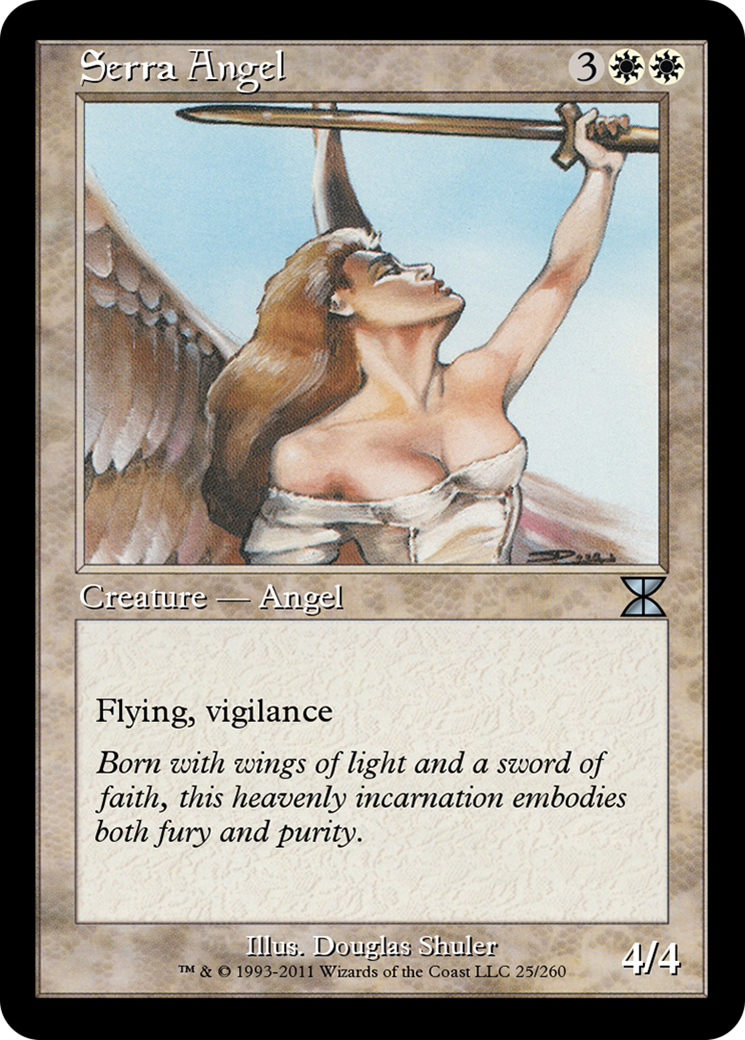 Serra Angel 3
Creature — Angel
Flying, vigilance
Born with wings of light and a sword of
faith, this heavenly incarnation embodies
both fury and purity.
Illus. Douglas Shuler
™ & © 1993-2011 Wizards of the Coast LLC 25/260
4/4